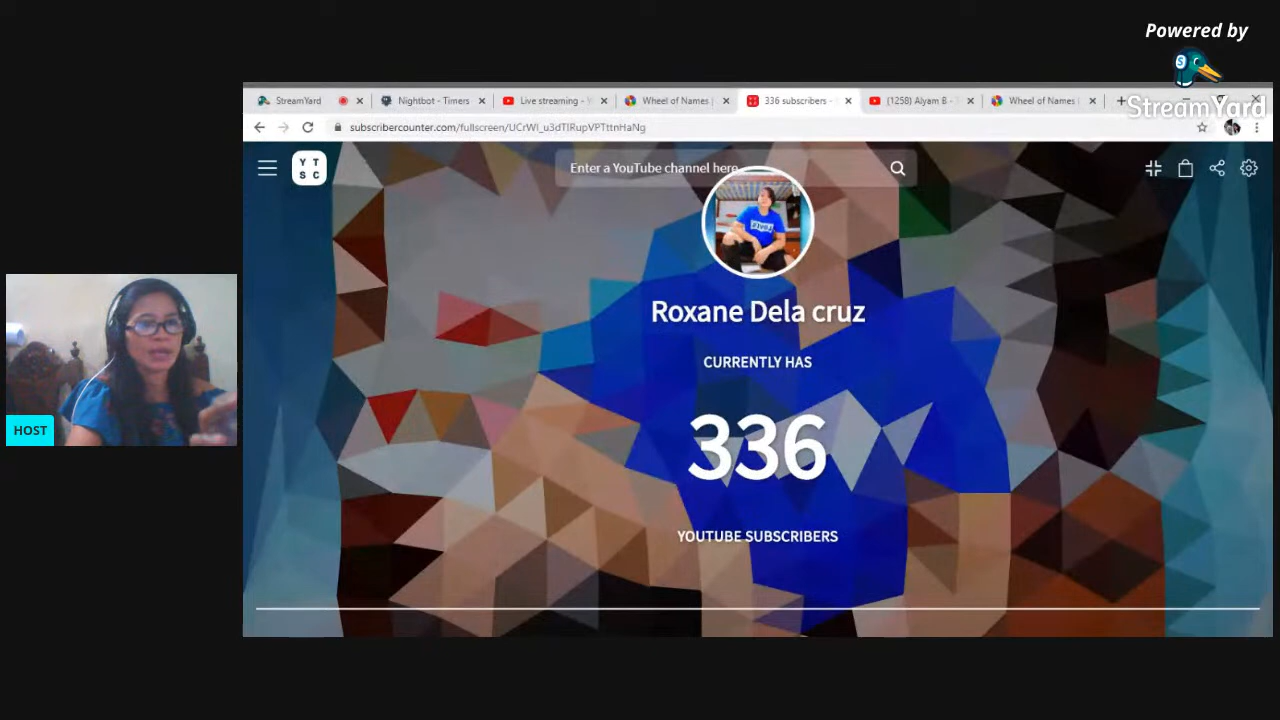 Powered by
StreamYard
StreamYard
Nightbot - Timers
Live streaming - Y
Wheel of Names |
336 subscribers -
(1258) Alyam B -
Wheel of Names |
subscribercounter.com/fullscreen/UCrWl_u3dTlRupVPTttnHaNg
Y T
S C
Enter a YouTube channel here
Roxane Dela cruz
CURRENTLY HAS
336
YOUTUBE SUBSCRIBERS
HOST